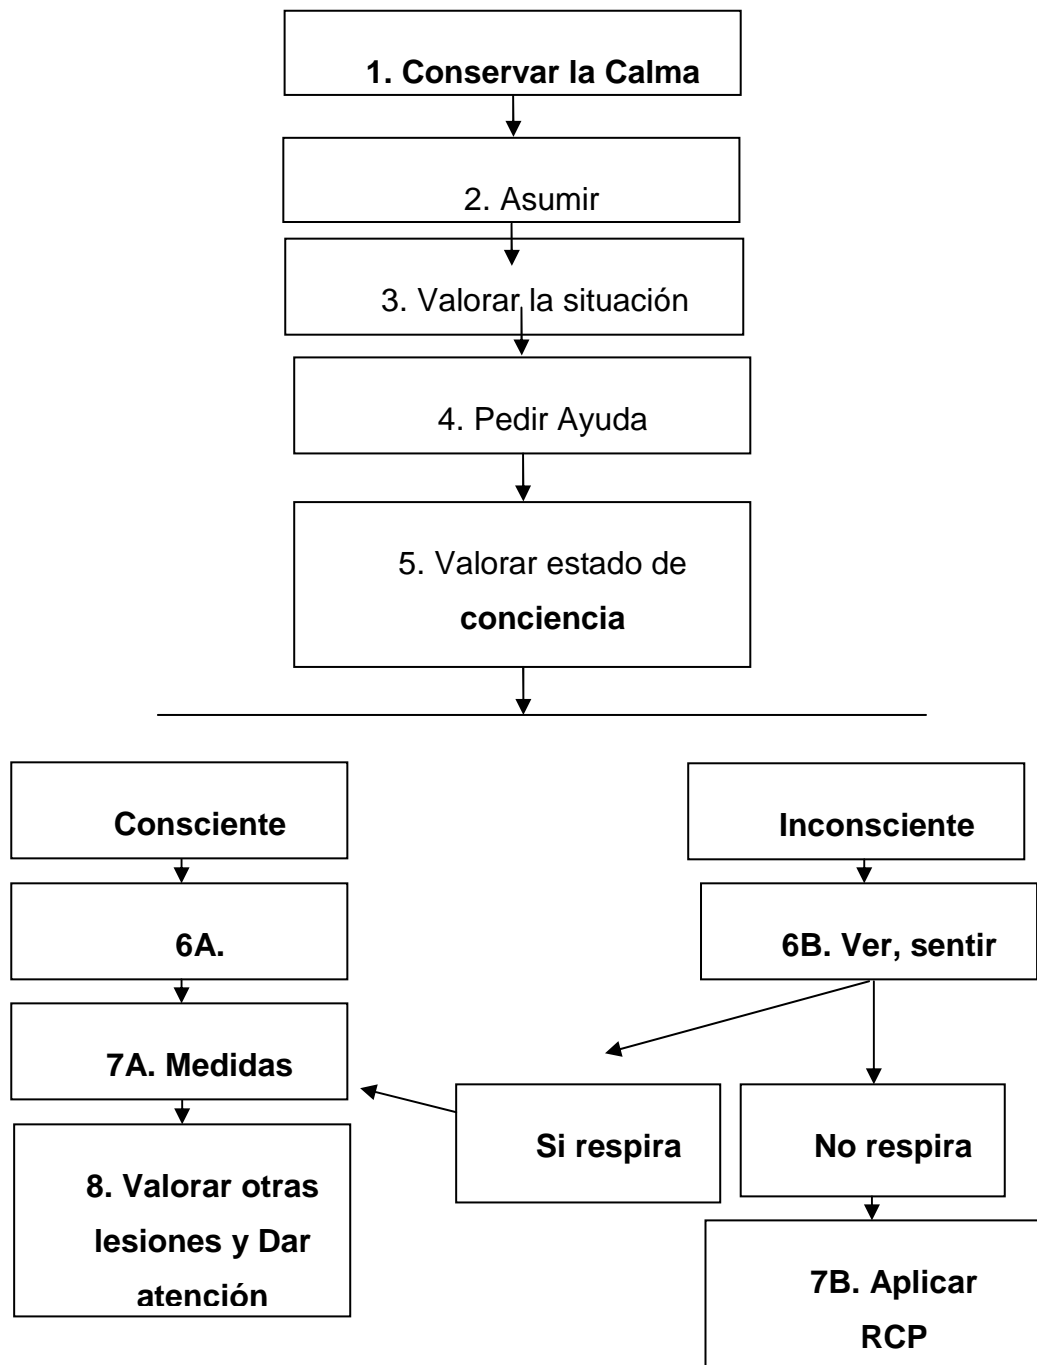 1. Conservar la Calma
2. Asumir
3. Valorar la situación
4. Pedir Ayuda
5. Valorar estado de
conciencia
Consciente
Inconsciente
6A.
6B. Ver, sentir
7A. Medidas
Si respira
No respira
8. Valorar otras
lesiones y Dar
atención
7B. Aplicar
RCP